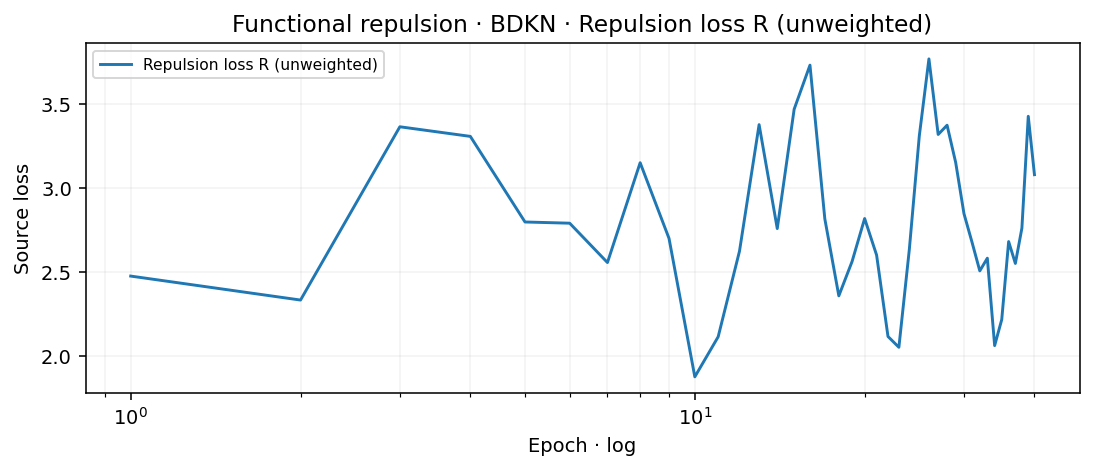 Functional repulsion · BDKN · Repulsion loss R (unweighted)
Repulsion loss R (unweighted)
Source loss
3.5
3.0
2.5
2.0
10⁰
10¹
Epoch · log